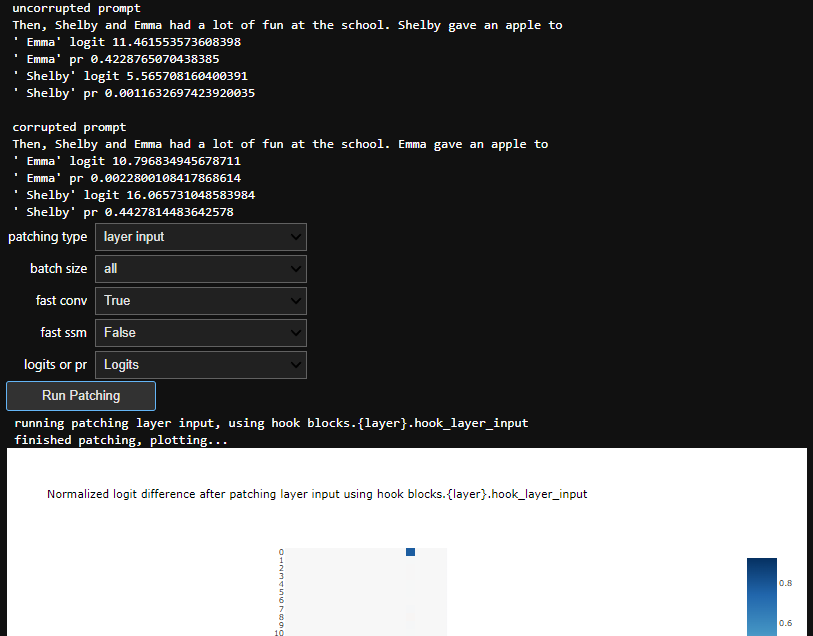 uncorrupted prompt
Then, Shelby and Emma had a lot of fun at the school. Shelby gave an apple to
' Emma' logit 11.461553573608398
' Emma' pr 0.4228765070438385
' Shelby' logit 5.565708160400391
' Shelby' pr 0.0011632697423920035
corrupted prompt
Then, Shelby and Emma had a lot of fun at the school. Emma gave an apple to
' Emma' logit 10.796834945678711
' Emma' pr 0.0022800108417868614
' Shelby' logit 16.065731048583984
' Shelby' pr 0.4427814483642578
patching type layer input
batch size all
fast conv True
fast ssm False
logits or pr Logits
Run Patching
running patching layer input, using hook blocks.{layer}.hook_layer_input
finished patching, plotting...
Normalized logit difference after patching layer input using hook blocks.{layer}.hook_layer_input
0
1
2
3
4
5
6
7
8
9
10
0.8
0.6